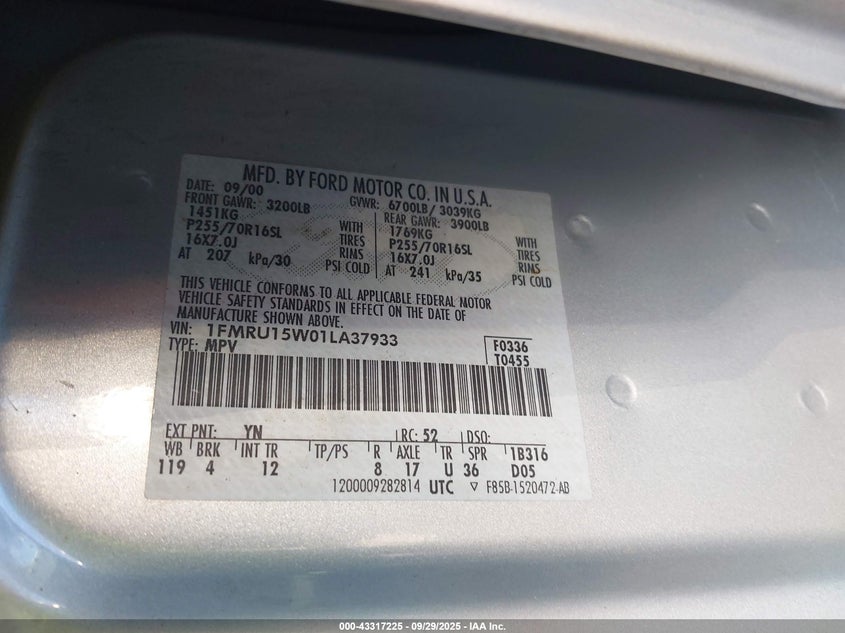 MFD. BY FORD MOTOR CO. IN U.S.A.
DATE: 09/00 GVWR: 6700LB/ 3039KG
FRONT GAWR: 3200LB REAR GAWR: 3900LB
1451KG WITH 1769KG WITH
P255/70R16SL TIRES P255/70R16SL TIRES
16X7.0J RIMS 16X7.0J RIMS
AT 207 kPa/30 PSI COLD AT 241 kPa/35 PSI COLD
THIS VEHICLE CONFORMS TO ALL APPLICABLE FEDERAL MOTOR
VEHICLE SAFETY STANDARDS IN EFFECT ON THE DATE OF
MANUFACTURE SHOWN ABOVE.
VIN: 1FMRU15W01LA37933
TYPE: MPV
F0336
T0455
EXT PNT: YN RC: 52 DSO:
WB BRK INT TR TP/PS R AXLE TR SPR 1B316
119 4 12 8 17 U 36 D05
1200009282814 UTC ▽ F85B-1520472-AB
000-43317225 - 09/29/2025 - IAA Inc.